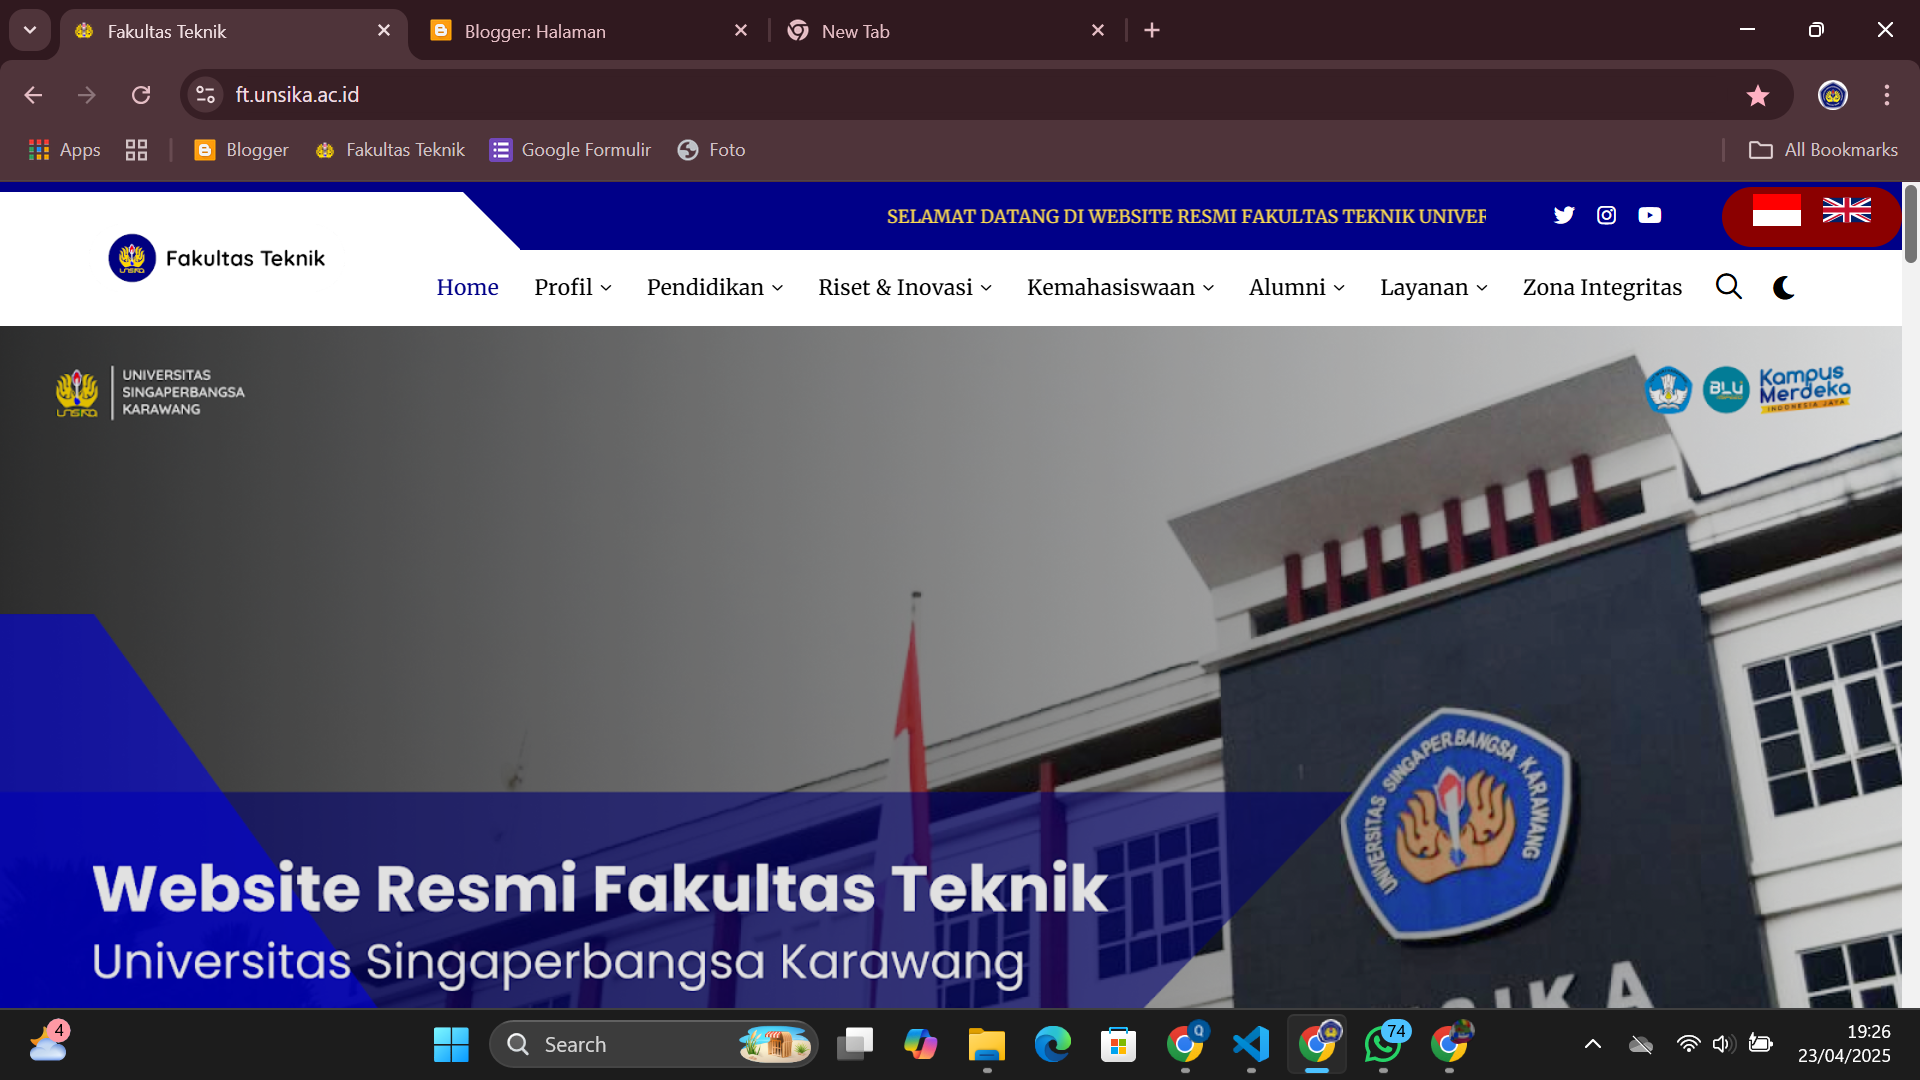 Fakultas Teknik
Blogger: Halaman
New Tab
ft.unsika.ac.id
Apps
Blogger
Fakultas Teknik
Google Formulir
Foto
All Bookmarks
SELAMAT DATANG DI WEBSITE RESMI FAKULTAS TEKNIK UNIVER
Fakultas Teknik
Home
Profil
Pendidikan
Riset & Inovasi
Kemahasiswaan
Alumni
Layanan
Zona Integritas
UNSIKA
UNIVERSITAS
SINGAPERBANGSA
KARAWANG
BLU
Kampus
Merdeka
INDONESIA JAYA
UNIVERSITAS SINGAPERBANGSA KARAWANG
SIKA
Website Resmi Fakultas Teknik
Universitas Singaperbangsa Karawang
4
Search
Q
74
19:26
23/04/2025